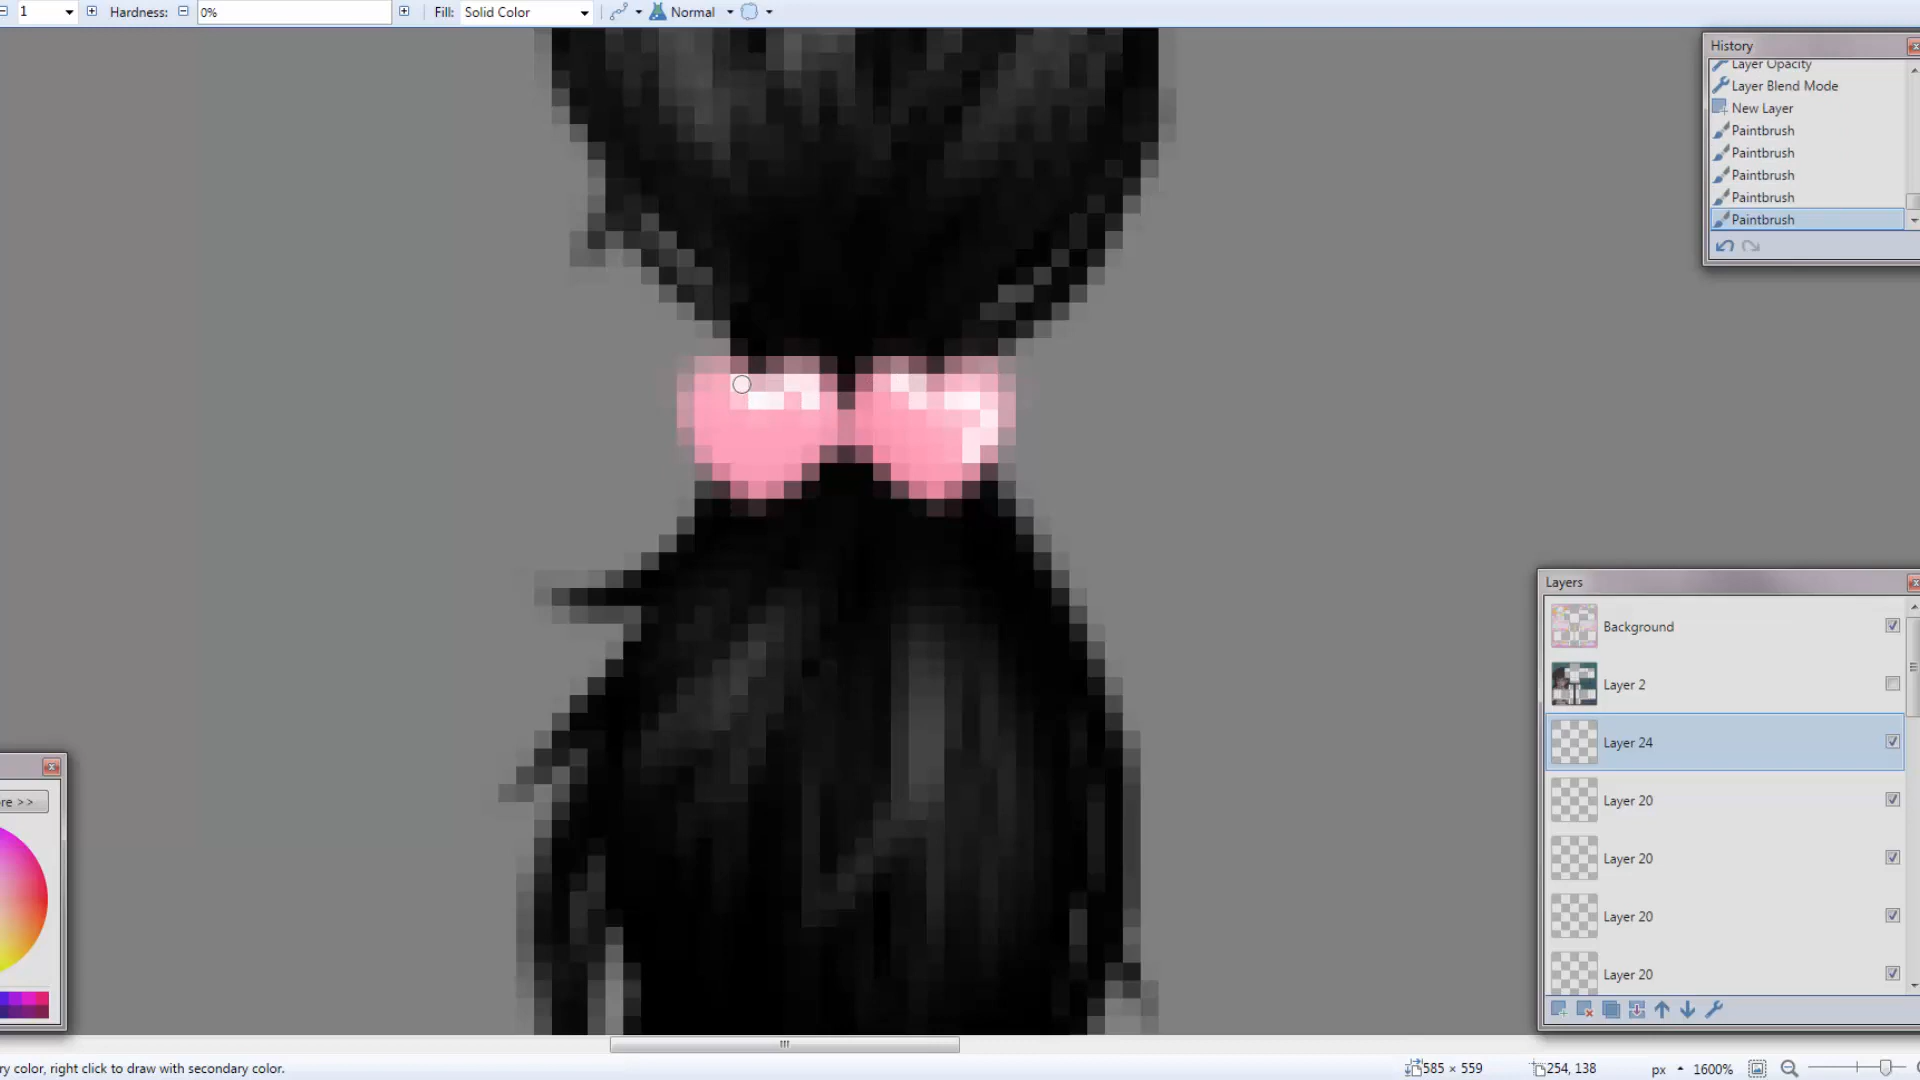 1 Hardness: 0% Fill: Solid Color Normal
History
Layer Opacity
Layer Blend Mode
New Layer
Paintbrush
Paintbrush
Paintbrush
Paintbrush
Paintbrush
Layers
Background
Layer 2
Layer 24
Layer 20
Layer 20
Layer 20
Layer 20
re >>
ry color, right click to draw with secondary color.
585 × 559 254, 138 px 1600%